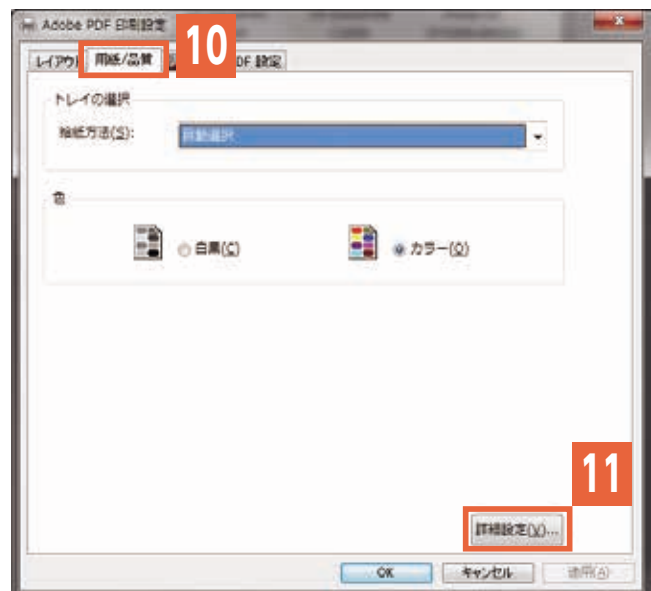 Adobe PDF 印刷設定
10
レイアウト 用紙/品質 DF 設定
トレイの選択
給紙方法(S):
自動選択
色
白黒(C)
カラー(O)
11
詳細設定(V)...
OK キャンセル 適用(A)